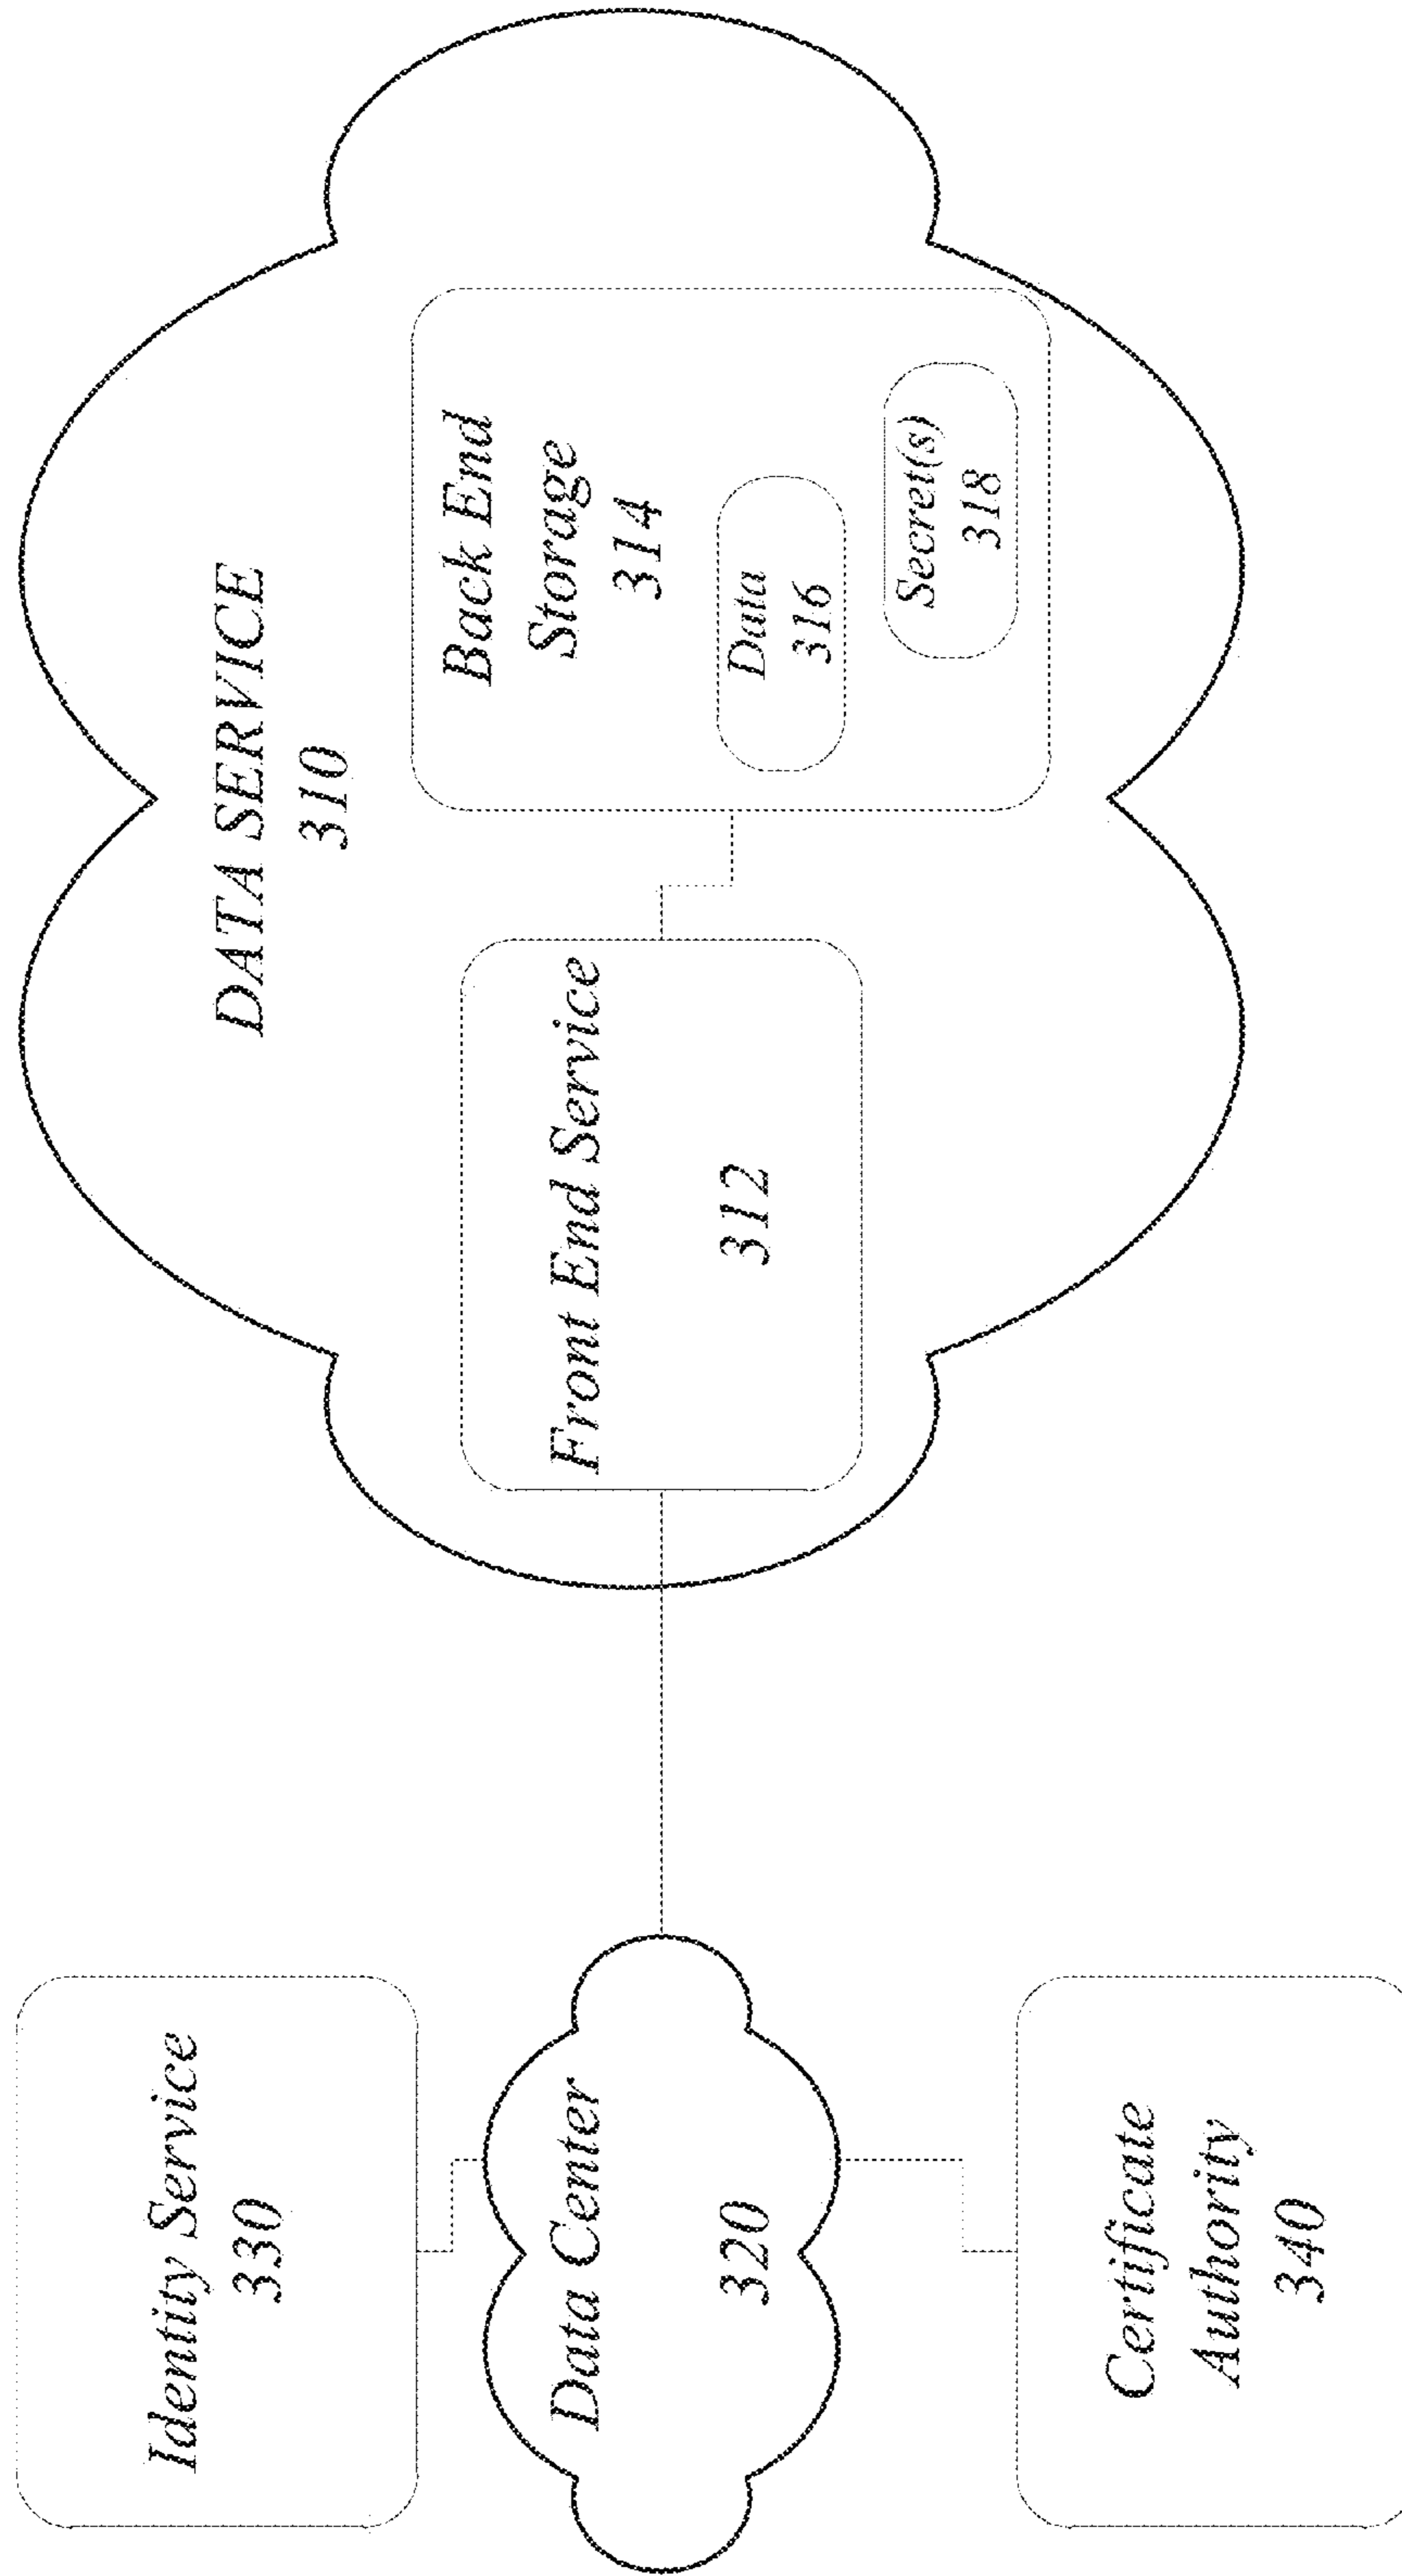 DATA SERVICE
310
Identity Service
330
Data Center
320
Certificate
Authority
340
Front End Service
312
Back End
Storage
314
Data
316
Secret(s)
318